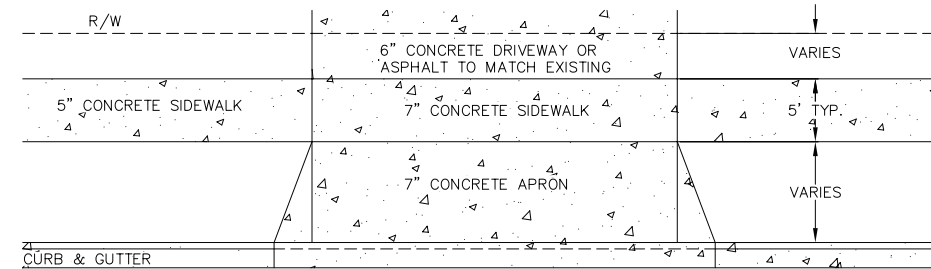 R/W
6" CONCRETE DRIVEWAY OR
ASPHALT TO MATCH EXISTING
VARIES
5" CONCRETE SIDEWALK
7" CONCRETE SIDEWALK
5' TYP.
7" CONCRETE APRON
VARIES
CURB & GUTTER